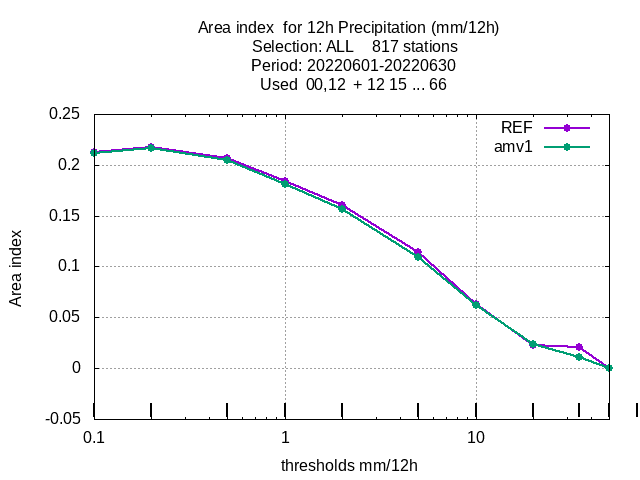 Area index  for 12h Precipitation (mm/12h)
Selection: ALL    817 stations
Period: 20220601-20220630
Used  00,12  + 12 15 ... 66
REF
amv1
0.25
0.2
0.15
0.1
0.05
0
-0.05
Area index
0.1
1
10
thresholds mm/12h